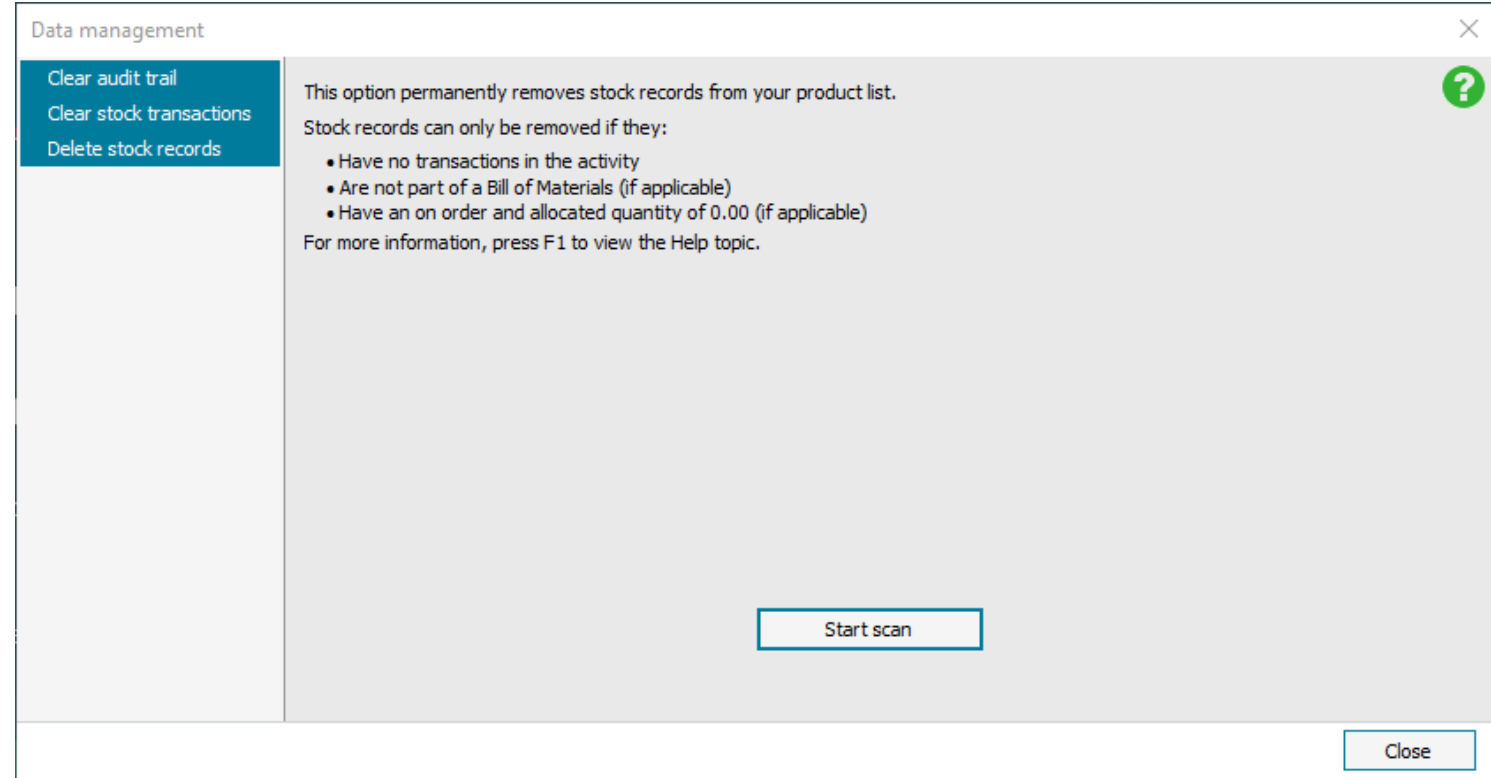 Data management
Clear audit trail
Clear stock transactions
Delete stock records
This option permanently removes stock records from your product list.
Stock records can only be removed if they:
• Have no transactions in the activity
• Are not part of a Bill of Materials (if applicable)
• Have an on order and allocated quantity of 0.00 (if applicable)
For more information, press F1 to view the Help topic.
?
Start scan
Close